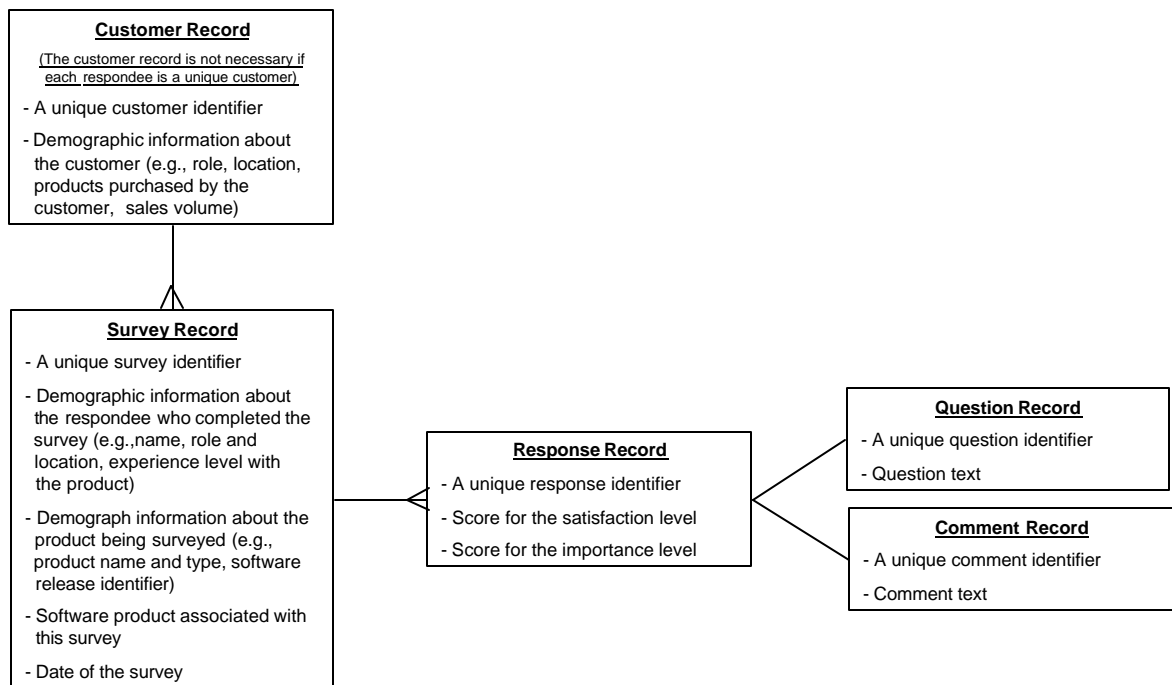 Customer Record
(The customer record is not necessary if
each respondee is a unique customer)
- A unique customer identifier
- Demographic information about
the customer (e.g., role, location,
products purchased by the
customer, sales volume)
Survey Record
- A unique survey identifier
- Demographic information about
the respondee who completed the
survey (e.g.,name, role and
location, experience level with
the product)
- Demograph information about the
product being surveyed (e.g.,
product name and type, software
release identifier)
- Software product associated with
this survey
- Date of the survey
Response Record
- A unique response identifier
- Score for the satisfaction level
- Score for the importance level
Question Record
- A unique question identifier
- Question text
Comment Record
- A unique comment identifier
- Comment text